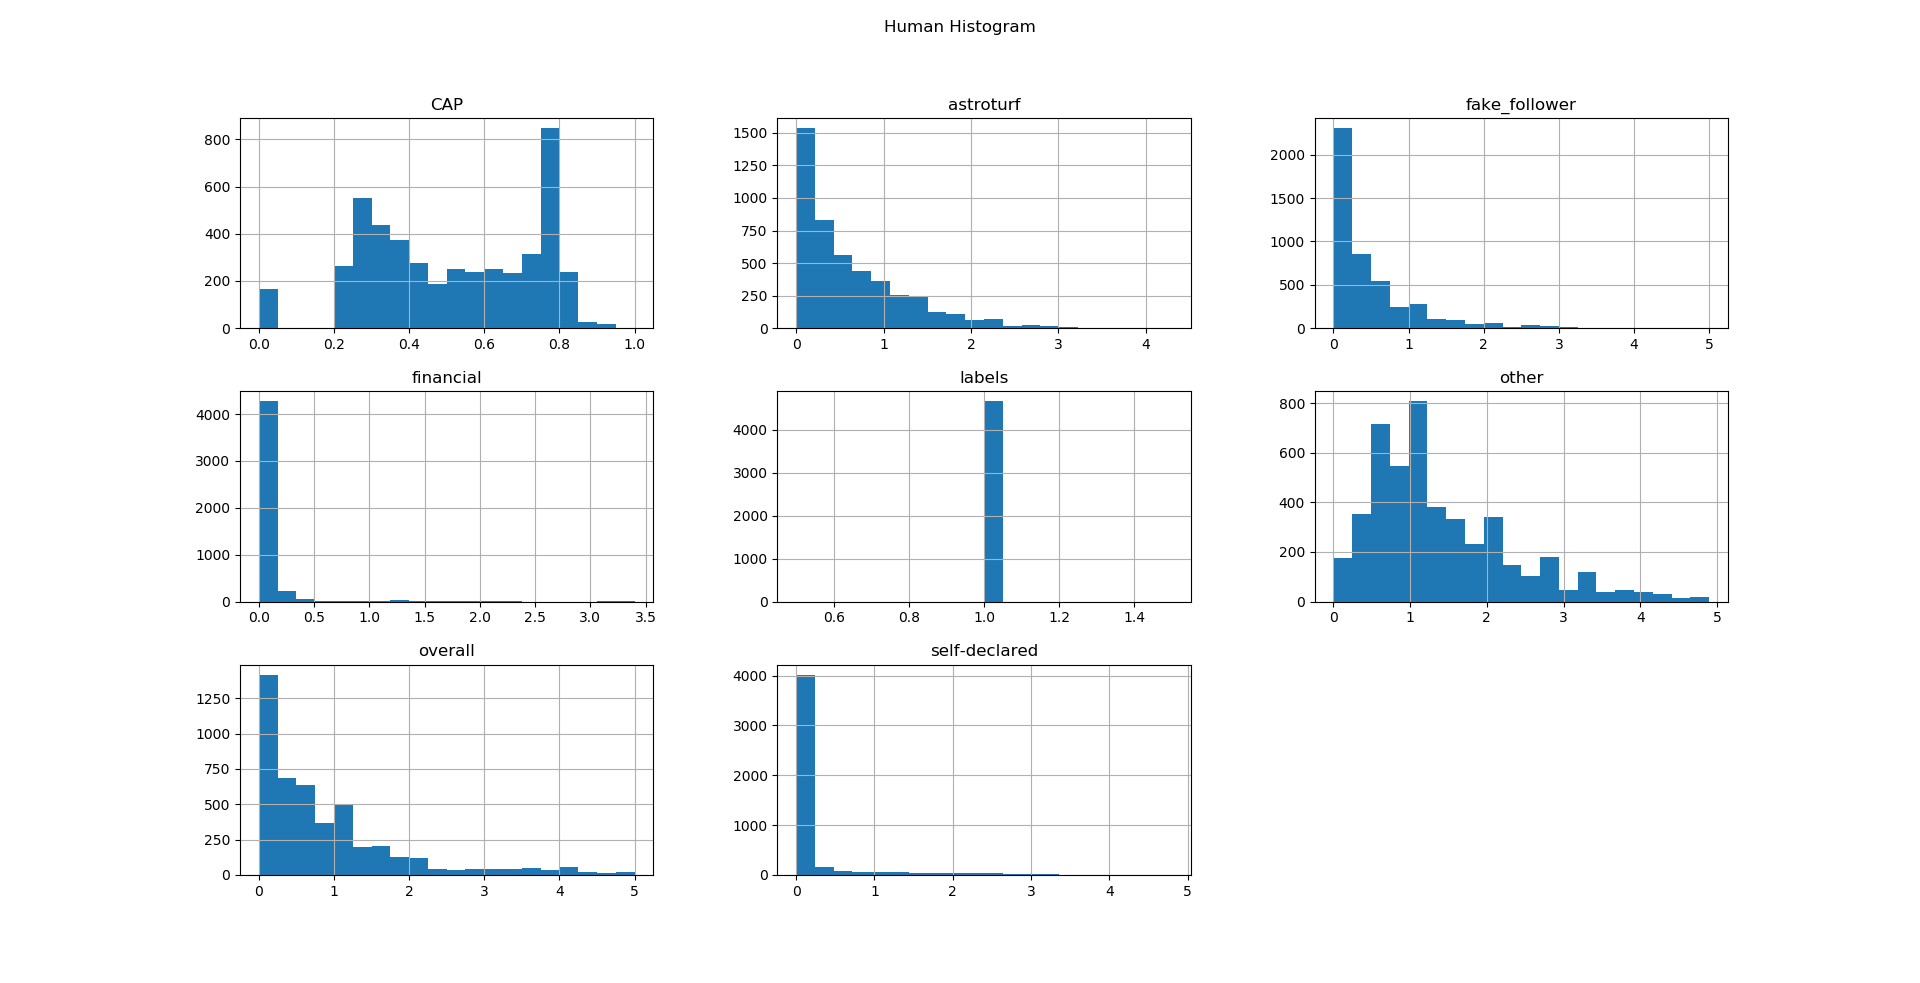 Human Histogram
CAP
800
600
400
200
0
0.0 0.2 0.4 0.6 0.8 1.0
astroturf
1500
1250
1000
750
500
250
0
0 1 2 3 4
fake_follower
2000
1500
1000
500
0
0 1 2 3 4 5
financial
4000
3000
2000
1000
0
0.0 0.5 1.0 1.5 2.0 2.5 3.0 3.5
labels
4000
3000
2000
1000
0
0.6 0.8 1.0 1.2 1.4
other
800
600
400
200
0
0 1 2 3 4 5
overall
1250
1000
750
500
250
0
0 1 2 3 4 5
self-declared
4000
3000
2000
1000
0
0 1 2 3 4 5